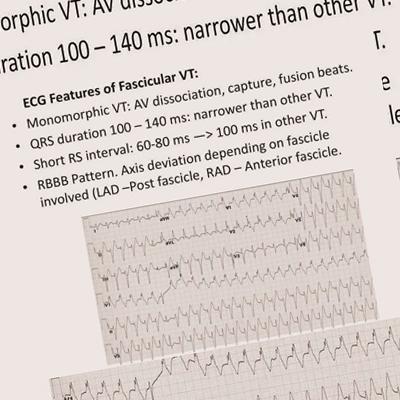 orphic VT: AV
ration 100 – 140 ms: narrower than other VT.
ECG Features of Fascicular VT:
• Monomorphic VT: AV dissociation, capture, fusion beats.
• QRS duration 100 – 140 ms: narrower than other VT.
• Short RS interval: 60-80 ms —> 100 ms in other VT.
• RBBB Pattern. Axis deviation depending on fascicle
involved (LAD –Post fascicle, RAD – Anterior fascicle.
T.
e
le
aVR
V1
V4
aVL
V2
V5
III
aVF
V3
V6
II
V5